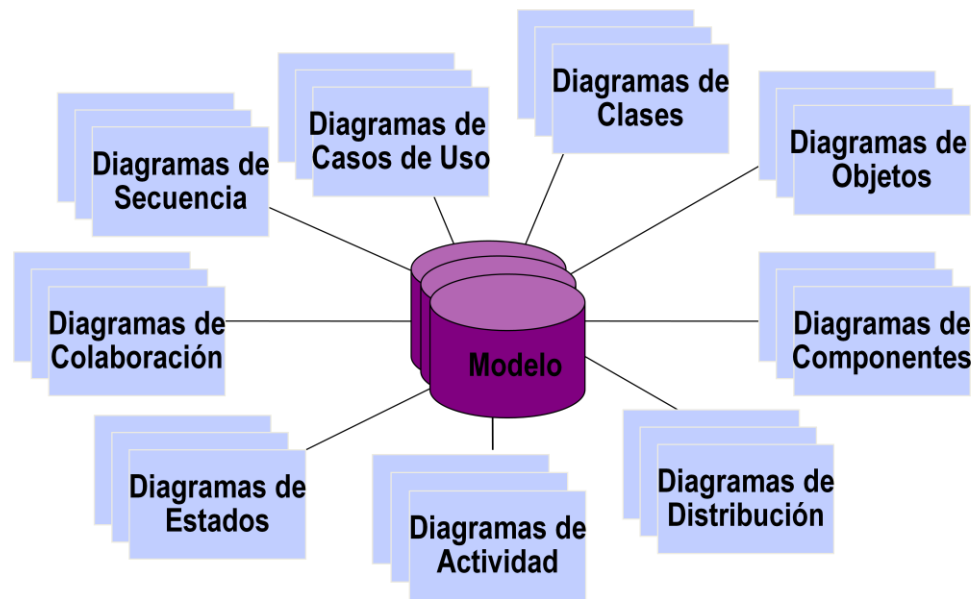 Diagramas de
Clases
Diagramas de
Casos de Uso
Diagramas de
Objetos
Diagramas de
Secuencia
Diagramas de
Colaboración
Modelo
Diagramas de
Componentes
Diagramas de
Estados
Diagramas de
Actividad
Diagramas de
Distribución